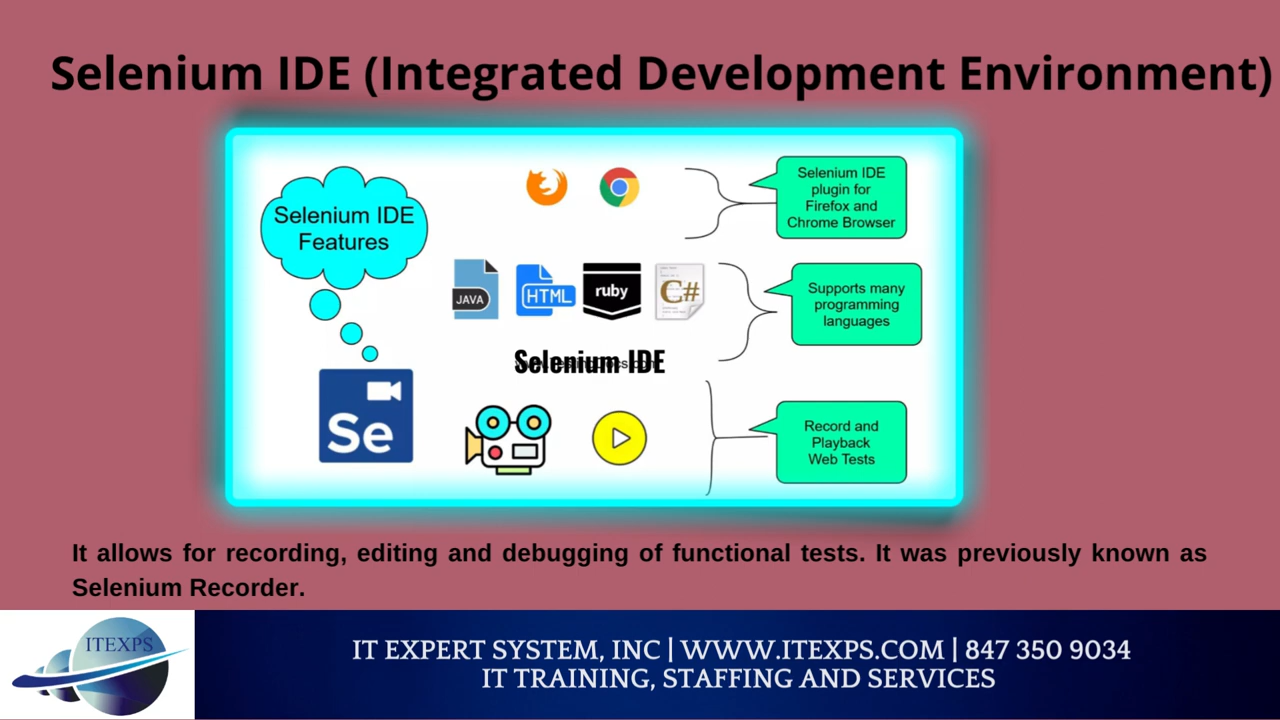 Selenium IDE (Integrated Development Environment)
Selenium IDE
Features
Selenium IDE
plugin for
Firefox and
Chrome Browser
JAVA
HTML
ruby
C#
Supports many
programming
languages
Selenium IDE
Se
Record and
Playback
Web Tests
It allows for recording, editing and debugging of functional tests. It was previously known as
Selenium Recorder.
ITEXPS
IT EXPERT SYSTEM, INC | WWW.ITEXPS.COM | 847 350 9034
IT TRAINING, STAFFING AND SERVICES